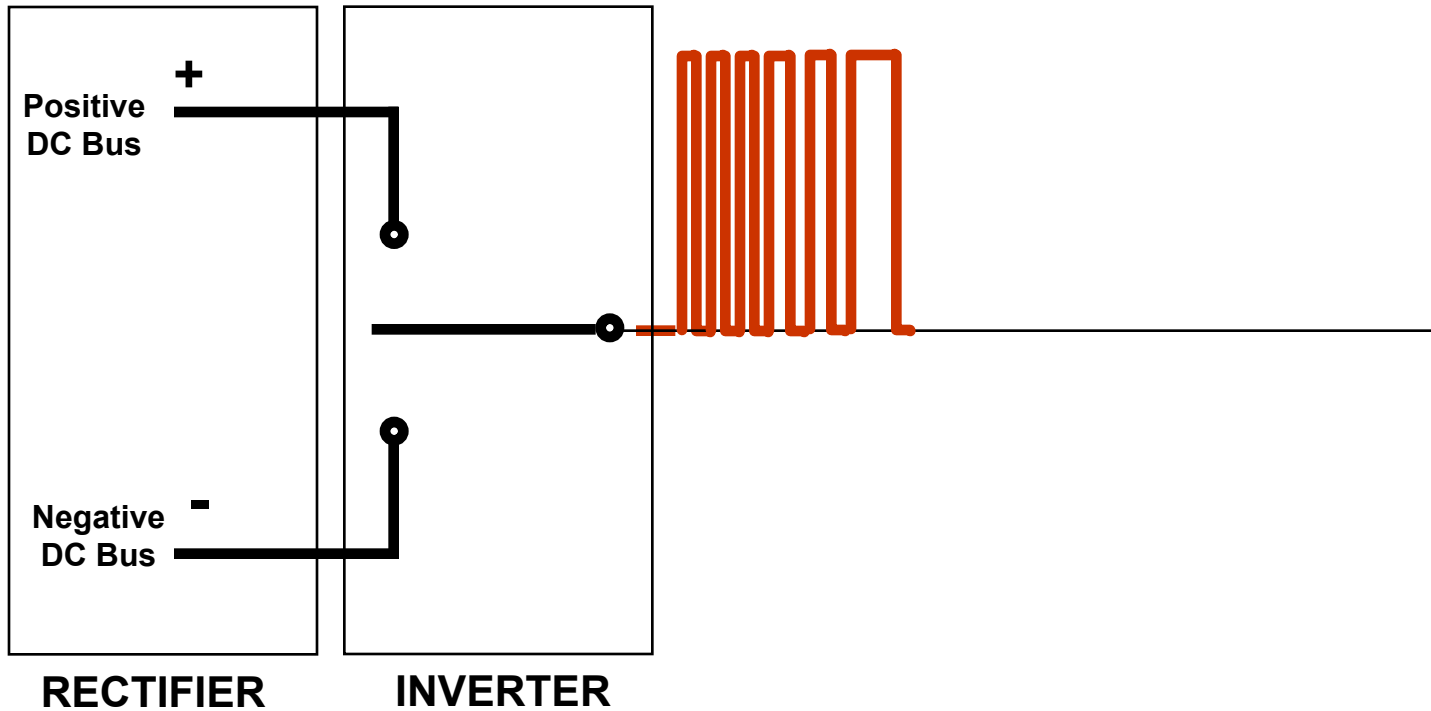 +
Positive
DC Bus
Negative -
DC Bus
RECTIFIER
INVERTER